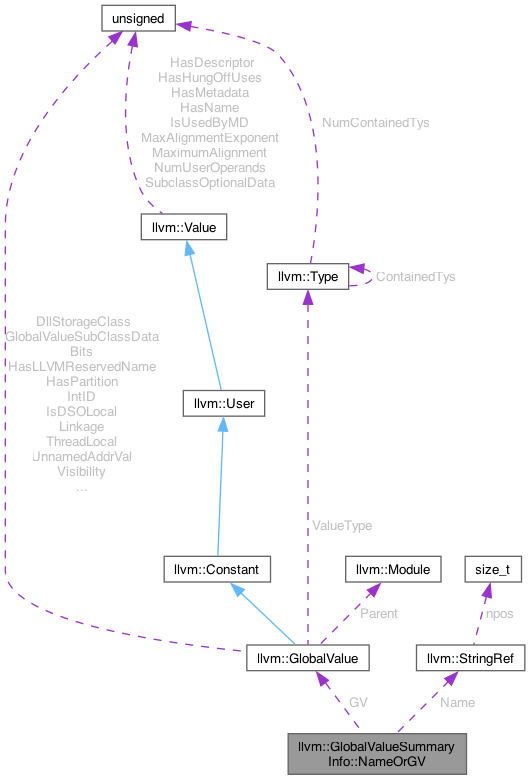 unsigned
HasDescriptor
HasHungOffUses
HasMetadata
HasName
IsUsedByMD
MaxAlignmentExponent
MaximumAlignment
NumUserOperands
SubclassOptionalData
NumContainedTys
llvm::Value
llvm::Type
ContainedTys
DllStorageClass
GlobalValueSubClassData
Bits
HasLLVMReservedName
HasPartition
IntID
IsDSOLocal
Linkage
ThreadLocal
UnnamedAddrVal
Visibility
...
llvm::User
ValueType
llvm::Constant
llvm::Module
size_t
Parent
npos
llvm::GlobalValue
llvm::StringRef
GV
Name
llvm::GlobalValueSummary
Info::NameOrGV